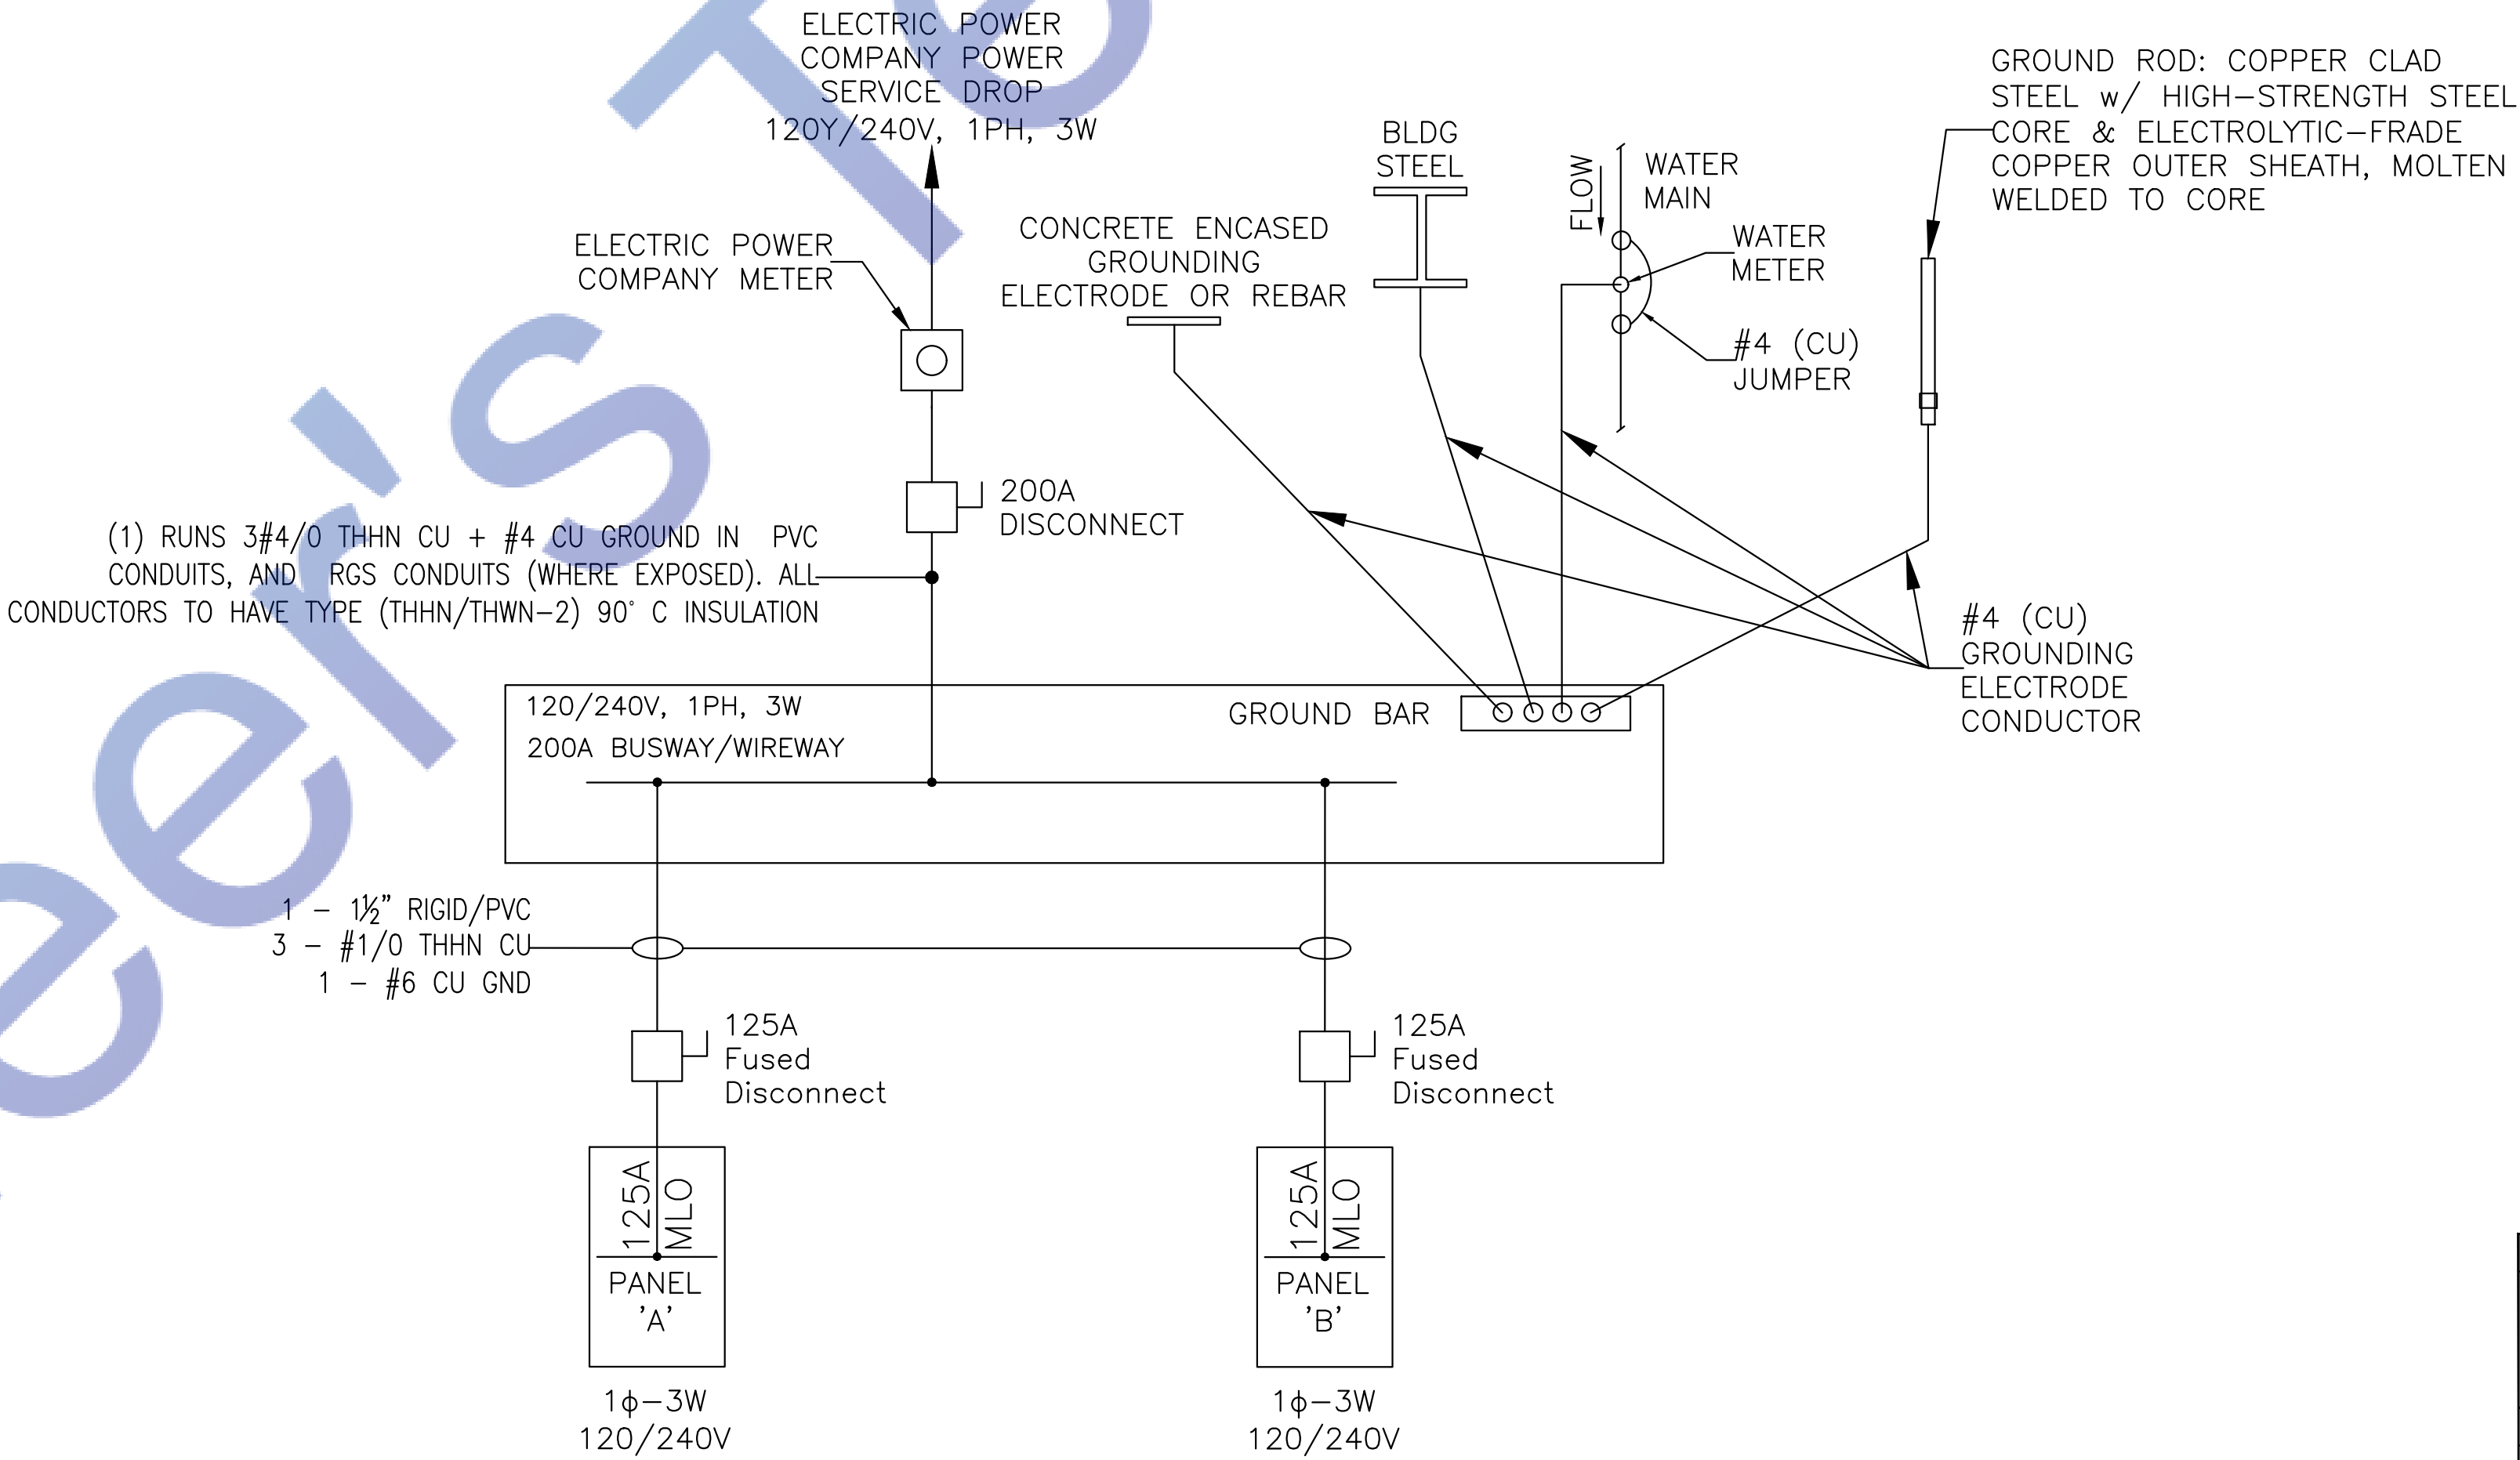 ELECTRIC POWER
COMPANY POWER
SERVICE DROP
120Y/240V, 1PH, 3W
ELECTRIC POWER
COMPANY METER
CONCRETE ENCASED
GROUNDING
ELECTRODE OR REBAR
BLDG
STEEL
FLOW
WATER
MAIN
WATER
METER
#4 (CU)
JUMPER
GROUND ROD: COPPER CLAD
STEEL w/ HIGH-STRENGTH STEEL
CORE & ELECTROLYTIC-FRADE
COPPER OUTER SHEATH, MOLTEN
WELDED TO CORE
200A
DISCONNECT
(1) RUNS 3#4/0 THHN CU + #4 CU GROUND IN PVC
CONDUITS, AND RGS CONDUITS (WHERE EXPOSED). ALL
CONDUCTORS TO HAVE TYPE (THHN/THWN-2) 90° C INSULATION
#4 (CU)
GROUNDING
ELECTRODE
CONDUCTOR
120/240V, 1PH, 3W
200A BUSWAY/WIREWAY
GROUND BAR
1 - 1½" RIGID/PVC
3 - #1/0 THHN CU
1 - #6 CU GND
125A
Fused
Disconnect
125A
Fused
Disconnect
125A
MLO
PANEL
'A'
1ϕ-3W
120/240V
125A
MLO
PANEL
'B'
1ϕ-3W
120/240V
eer's Te